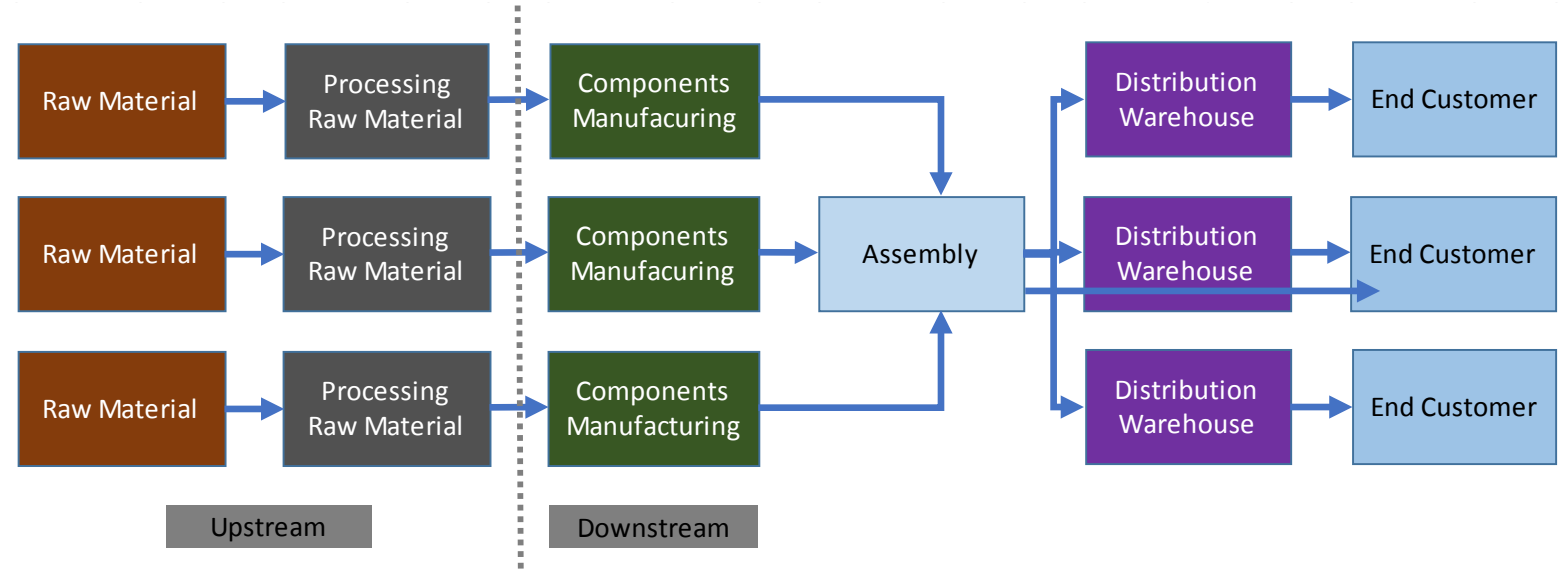 Raw Material
Processing
Raw Material
Components
Manufacuring
Distribution
Warehouse
End Customer
Raw Material
Processing
Raw Material
Components
Manufacuring
Assembly
Distribution
Warehouse
End Customer
Raw Material
Processing
Raw Material
Components
Manufacturing
Distribution
Warehouse
End Customer
Upstream
Downstream